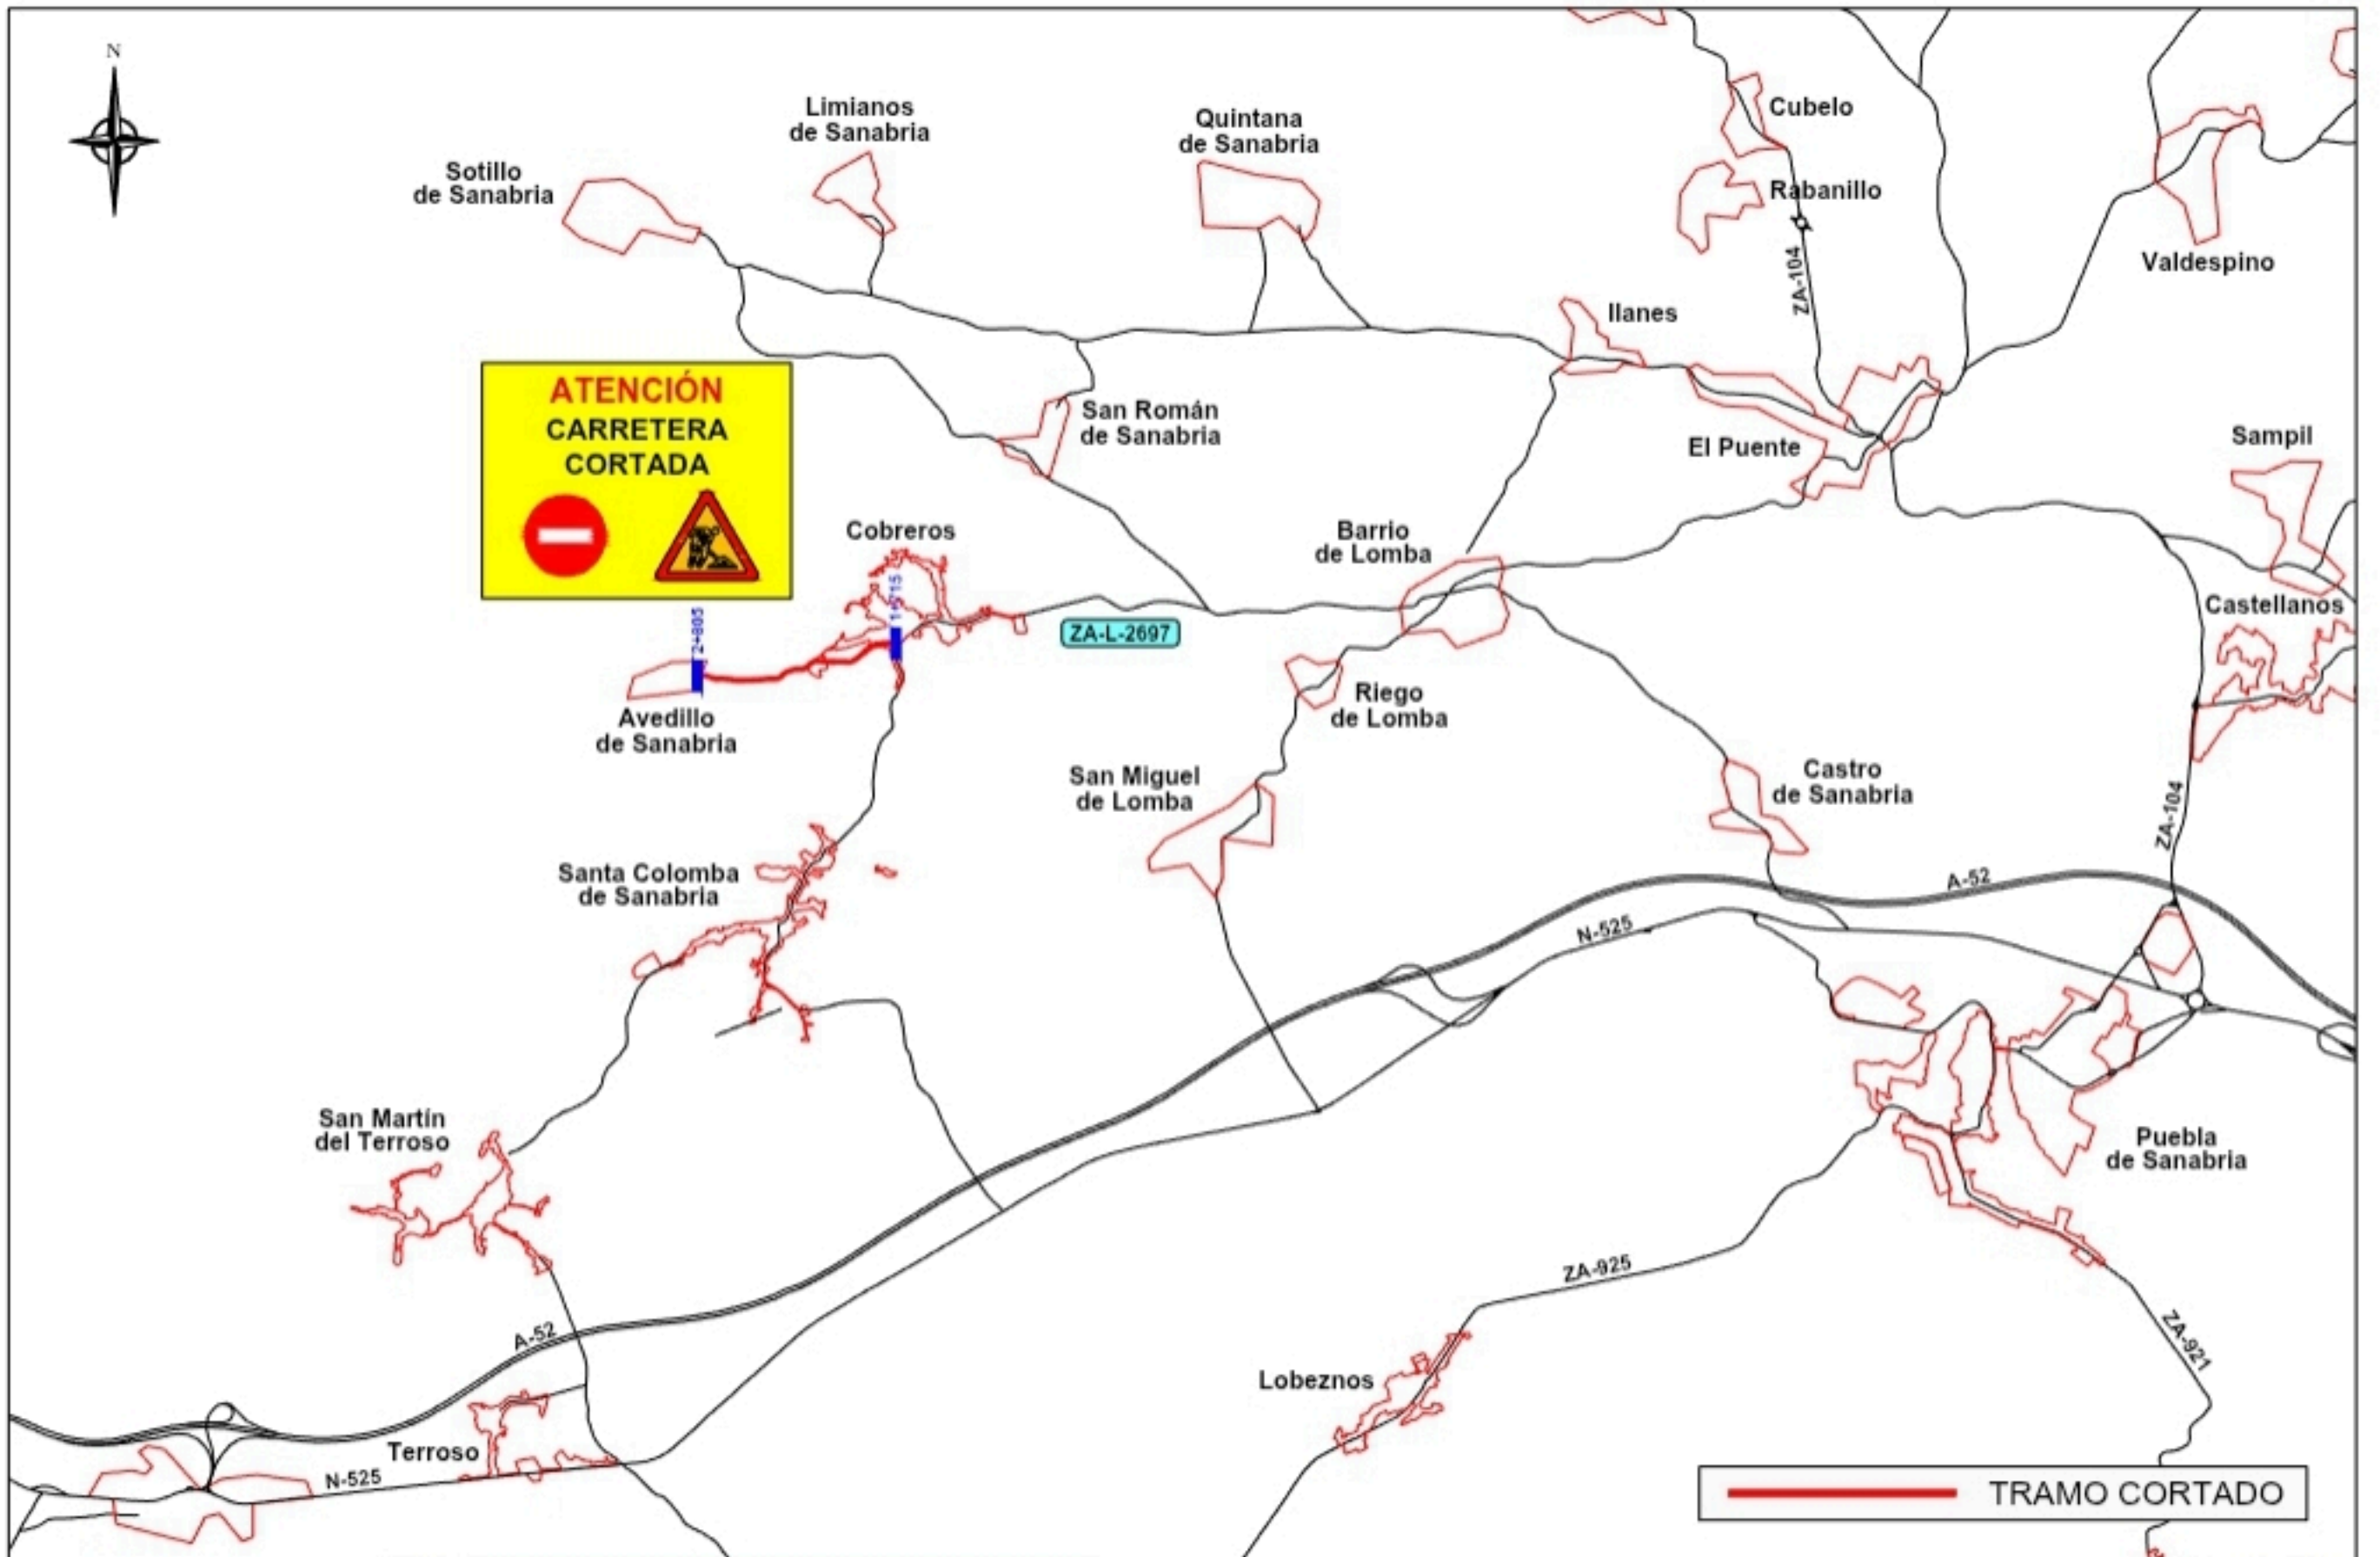 N
Limianos
de Sanabria
Quintana
de Sanabria
Cubelo
Sotillo
de Sanabria
Rabanillo
ZA-104
Valdespino
Ilanes
ATENCIÓN
CARRETERA
CORTADA
San Román
de Sanabria
El Puente
Sampil
Cobreros
Barrio
de Lomba
2+805
ZA-L-2697
Castellanos
Avedillo
de Sanabria
Riego
de Lomba
San Miguel
de Lomba
Castro
de Sanabria
ZA-104
Santa Colomba
de Sanabria
A-52
N-525
San Martín
del Terroso
Puebla
de Sanabria
ZA-925
A-52
ZA-921
Lobeznos
Terroso
N-525
TRAMO CORTADO